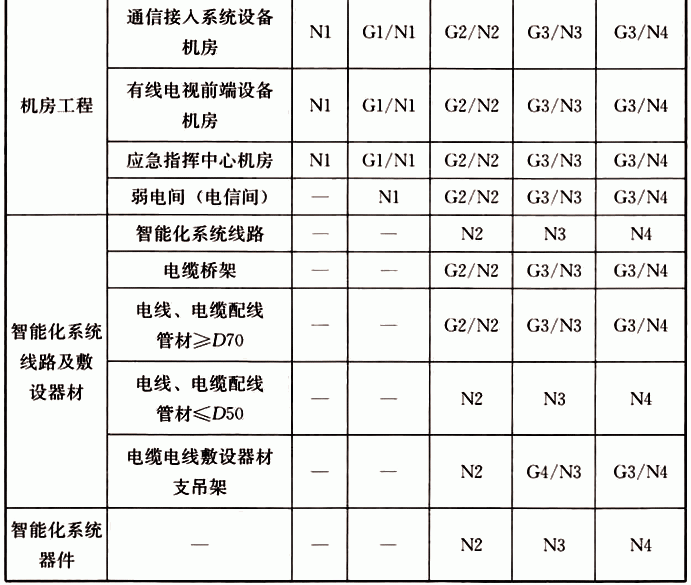 机房工程
通信接入系统设备
机房
N1 G1/N1 G2/N2 G3/N3 G3/N4
有线电视前端设备
机房
N1 G1/N1 G2/N2 G3/N3 G3/N4
应急指挥中心机房 N1 G1/N1 G2/N2 G3/N3 G3/N4
弱电间（电信间） — N1 G2/N2 G3/N3 G3/N4
智能化系统
线路及敷
设器材
智能化系统线路 — — N2 N3 N4
电缆桥架 — — G2/N2 G3/N3 G3/N4
电线、电缆配线
管材≥D70
— — G2/N2 G3/N3 G3/N4
电线、电缆配线
管材≤D50
— — N2 N3 N4
电缆电线敷设器材
支吊架
— — N2 G4/N3 G3/N4
智能化系统
器件
— — — N2 N3 N4